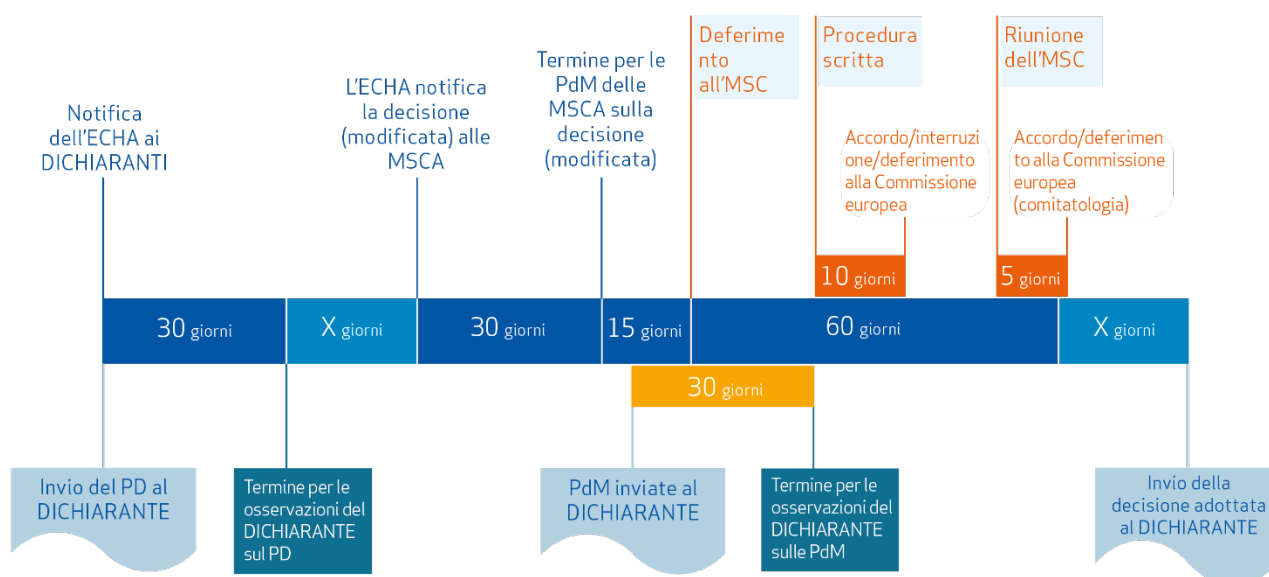 Notifica
dell'ECHA ai
DICHIARANTI
L'ECHA notifica
la decisione
(modificata) alle
MSCA
Termine per le
PdM delle
MSCA sulla
decisione
(modificata)
Deferime
nto
all'MSC
Procedura
scritta
Riunione
dell'MSC
Accordo/interruzi
one/deferimento
alla Commissione
europea
Accordo/deferimen
to alla Commissione
europea
(comitatologia)
10 giorni
5 giorni
30 giorni
X giorni
30 giorni
15 giorni
60 giorni
X giorni
30 giorni
Invio del PD al
DICHIARANTE
Termine per le
osservazioni del
DICHIARANTE
sul PD
PdM inviate al
DICHIARANTE
Termine per le
osservazioni del
DICHIARANTE
sulle PdM
Invio della
decisione adottata
al DICHIARANTE